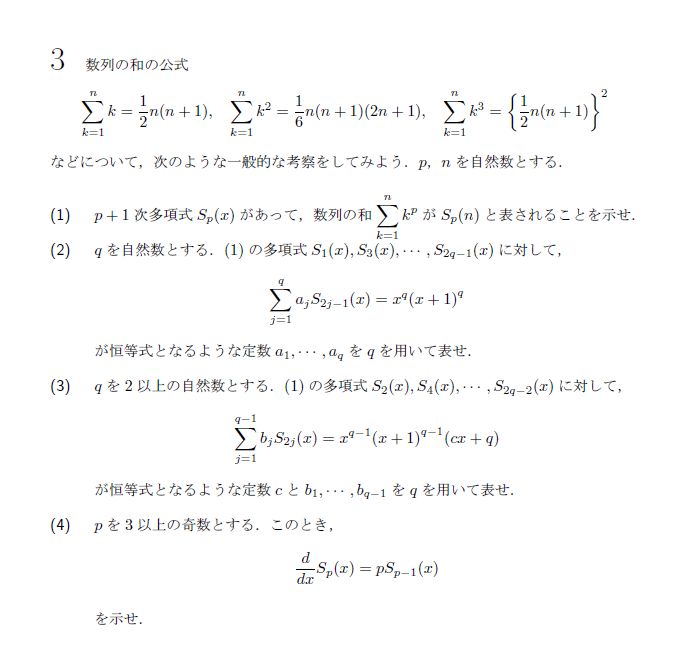 3 数列の和の公式
\sum_{k=1}^{n} k = \frac{1}{2}n(n+1), \sum_{k=1}^{n} k^2 = \frac{1}{6}n(n+1)(2n+1), \sum_{k=1}^{n} k^3 = \left\{\frac{1}{2}n(n+1)\right\}^2
などについて，次のような一般的な考察をしてみよう．p，n を自然数とする．
(1) p+1 次多項式 S_p(x) があって，数列の和 \sum_{k=1}^{n} k^p が S_p(n) と表されることを示せ．
(2) q を自然数とする．(1) の多項式 S_1(x), S_3(x), ⋯ , S_{2q-1}(x) に対して，
\sum_{j=1}^{q} a_j S_{2j-1}(x) = x^q(x+1)^q
が恒等式となるような定数 a_1, ⋯ , a_q を q を用いて表せ．
(3) q を 2 以上の自然数とする．(1) の多項式 S_2(x), S_4(x), ⋯ , S_{2q-2}(x) に対して，
\sum_{j=1}^{q-1} b_j S_{2j}(x) = x^{q-1}(x+1)^{q-1}(cx+q)
が恒等式となるような定数 c と b_1, ⋯ , b_{q-1} を q を用いて表せ．
(4) p を 3 以上の奇数とする．このとき，
\frac{d}{dx}S_p(x) = pS_{p-1}(x)
を示せ．